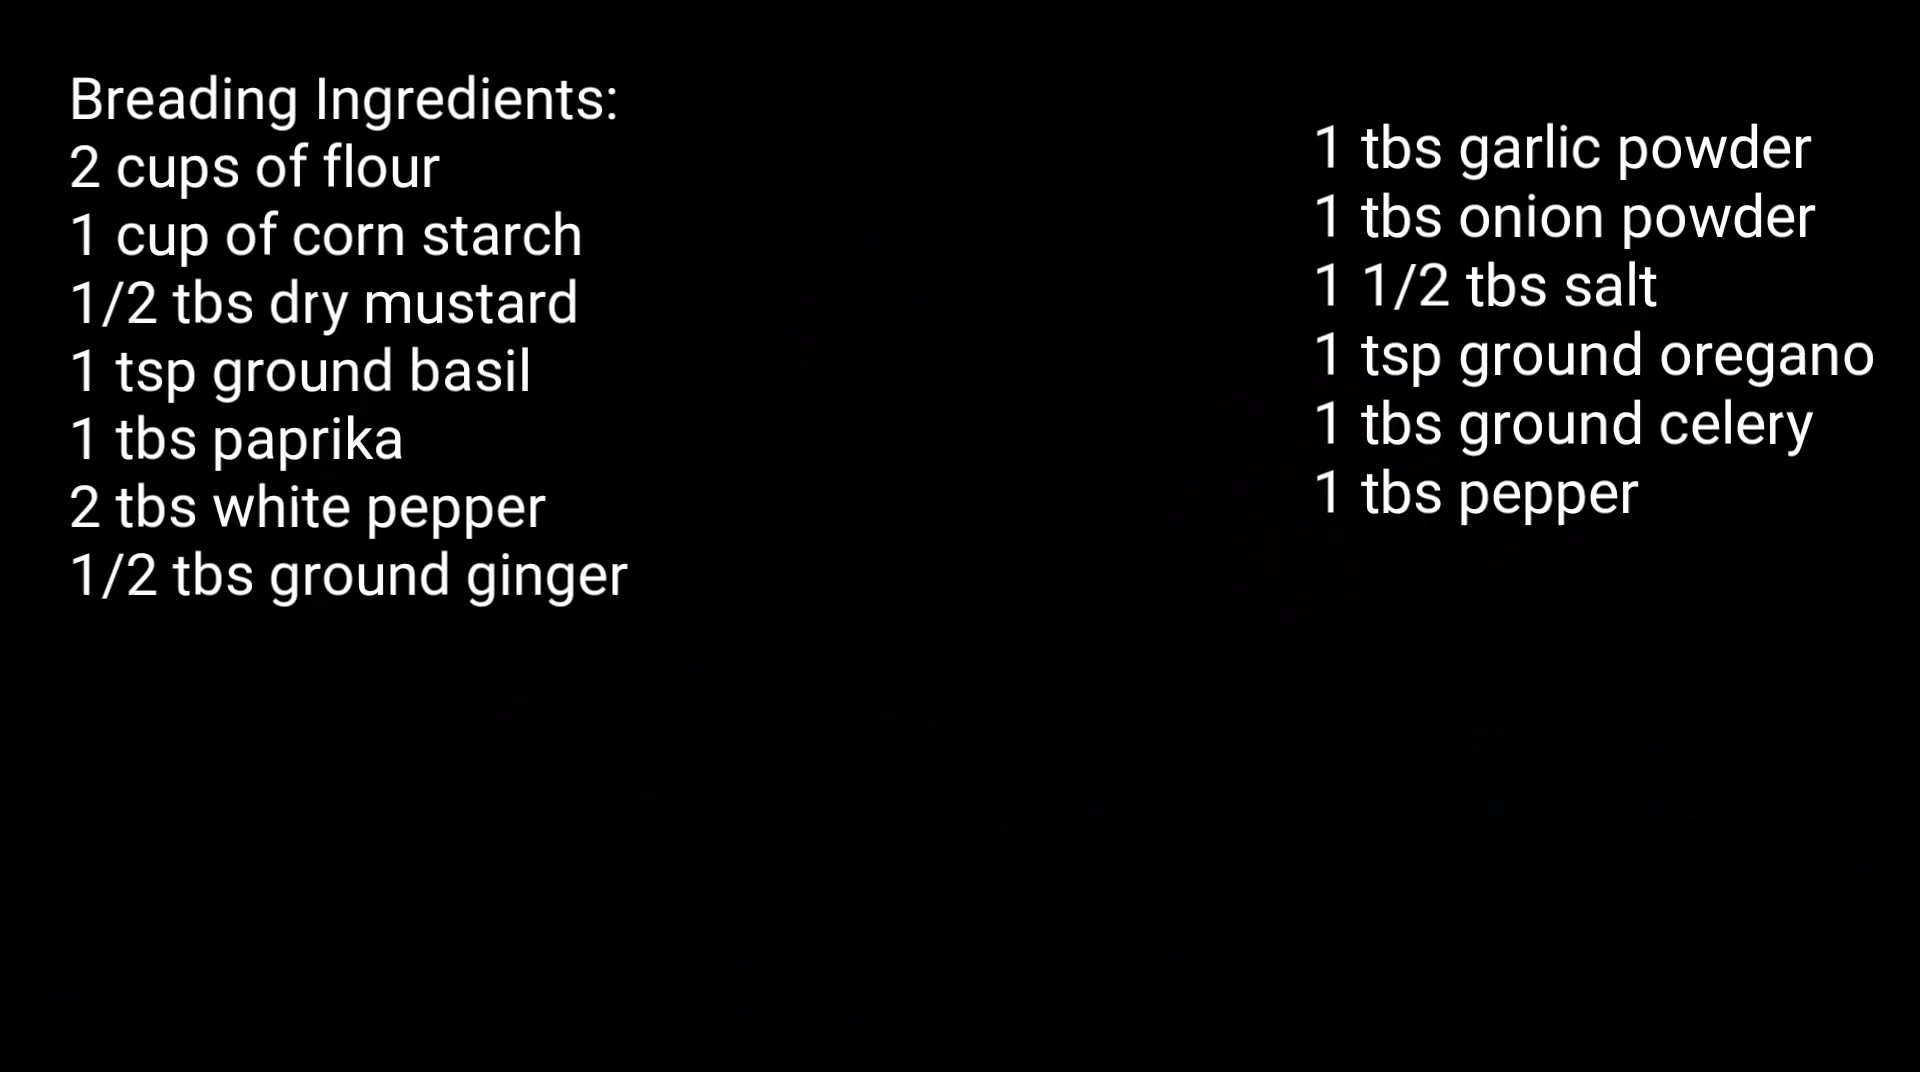 Breading Ingredients:
2 cups of flour
1 cup of corn starch
1/2 tbs dry mustard
1 tsp ground basil
1 tbs paprika
2 tbs white pepper
1/2 tbs ground ginger
1 tbs garlic powder
1 tbs onion powder
1 1/2 tbs salt
1 tsp ground oregano
1 tbs ground celery
1 tbs pepper